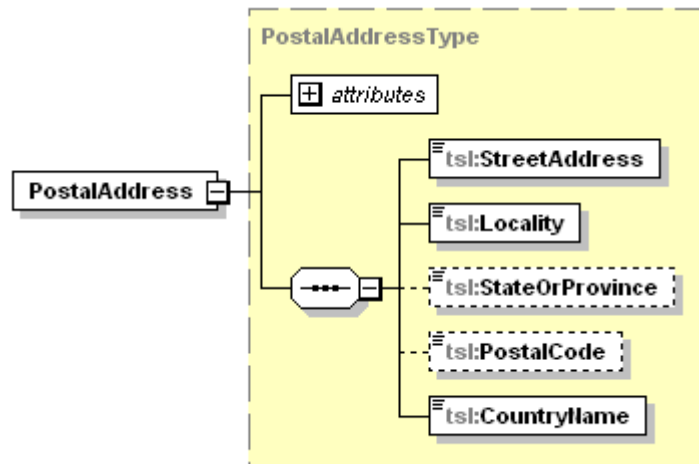 PostalAddressType
attributes
PostalAddress
tsl:StreetAddress
tsl:Locality
tsl:StateOrProvince
tsl:PostalCode
tsl:CountryName